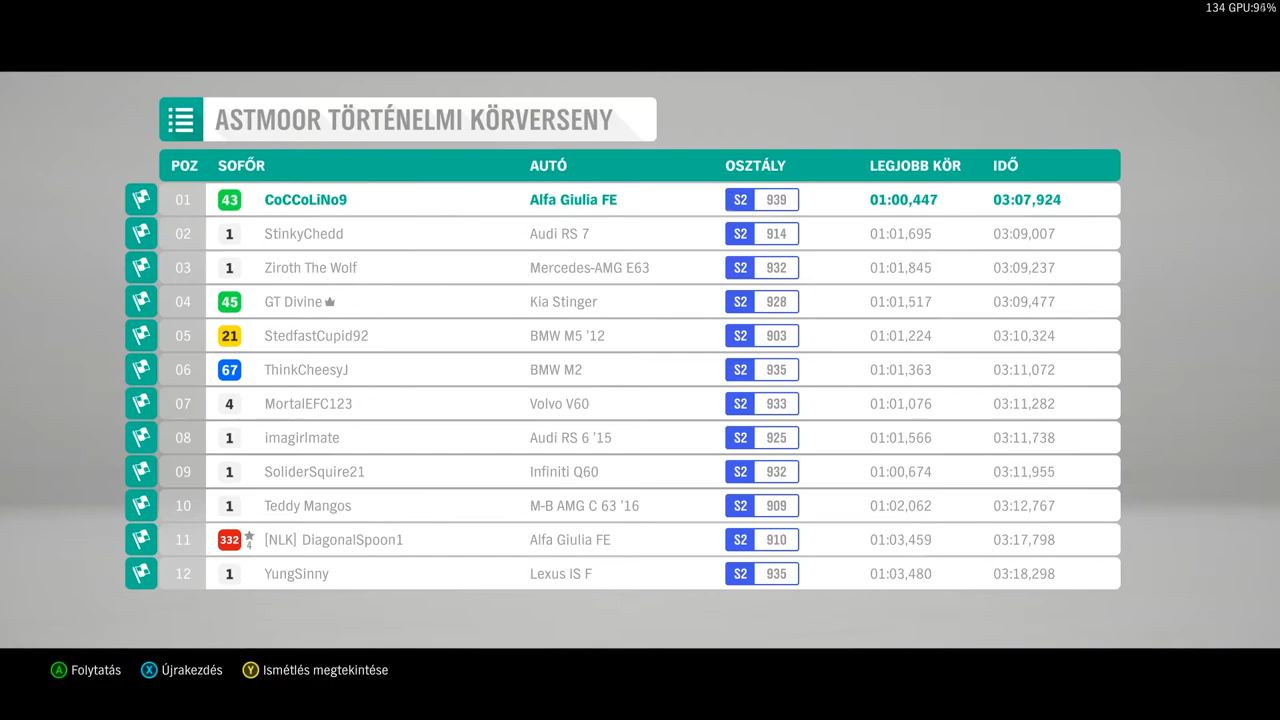 134 GPU:94%
ASTMOOR TÖRTÉNELMI KÖRVERSENY
POZ SOFŐR AUTÓ OSZTÁLY LEGJOBB KÖR IDŐ
01 43 CoCCoLiNo9 Alfa Giulia FE S2 939 01:00,447 03:07,924
02 1 StinkyChedd Audi RS 7 S2 914 01:01,695 03:09,007
03 1 Ziroth The Wolf Mercedes-AMG E63 S2 932 01:01,845 03:09,237
04 45 GT Divine Kia Stinger S2 928 01:01,517 03:09,477
05 21 StedfastCupid92 BMW M5 '12 S2 903 01:01,224 03:10,324
06 67 ThinkCheesyJ BMW M2 S2 935 01:01,363 03:11,072
07 4 MortalEFC123 Volvo V60 S2 933 01:01,076 03:11,282
08 1 imagirlmate Audi RS 6 '15 S2 925 01:01,566 03:11,738
09 1 SoliderSquire21 Infiniti Q60 S2 932 01:00,674 03:11,955
10 1 Teddy Mangos M-B AMG C 63 '16 S2 909 01:02,062 03:12,767
11 332 4 [NLK] DiagonalSpoon1 Alfa Giulia FE S2 910 01:03,459 03:17,798
12 1 YungSinny Lexus IS F S2 935 01:03,480 03:18,298
A Folytatás X Újrakezdés Y Ismétlés megtekintése